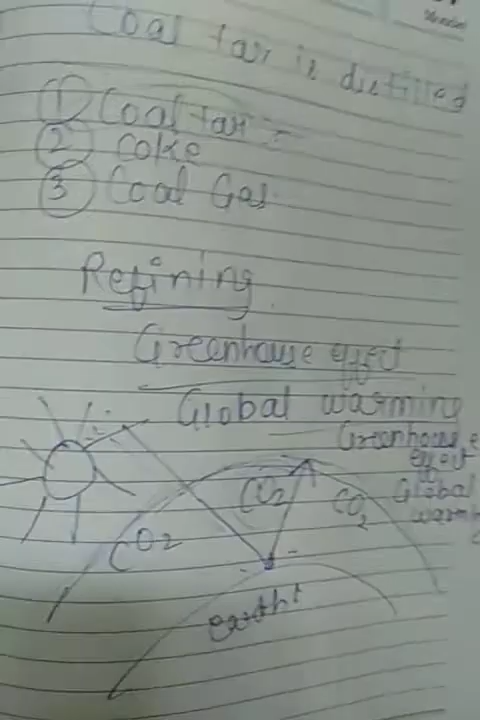 Coal tar is distilled
1 Coal tar
2 Coke
3 Coal Gas
Refining
Greenhouse effect
Global warming
Greenhouse
effect
Global
CO2 CO2 CO2
earth